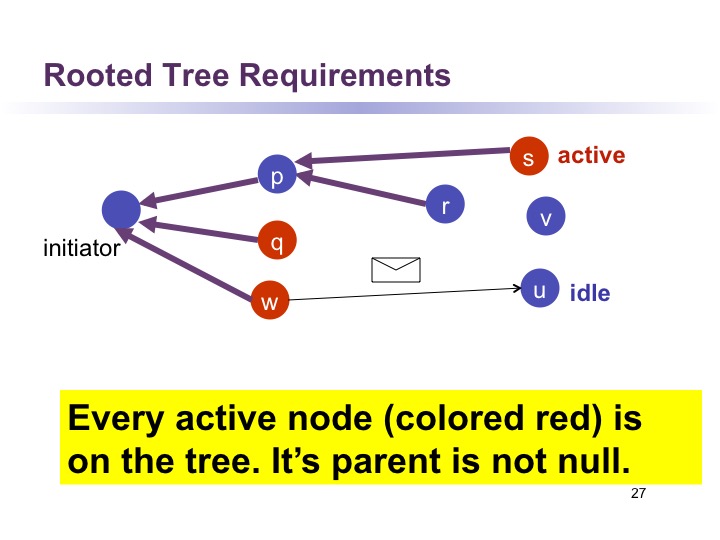 Rooted Tree Requirements
s active
p
r
v
initiator
q
w
u idle
Every active node (colored red) is
on the tree. It’s parent is not null.
27